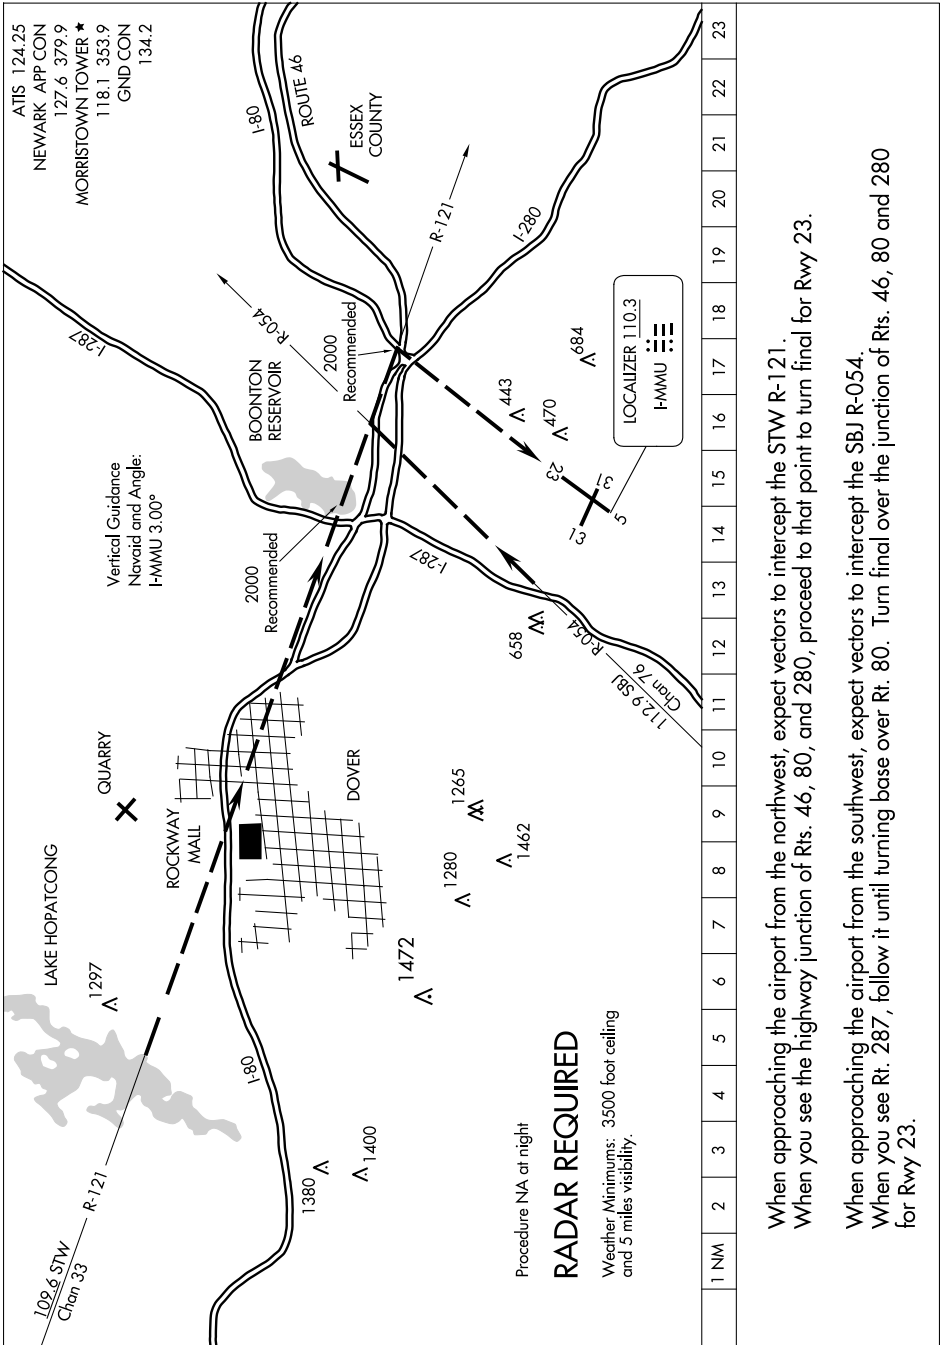 ATIS 124.25
NEWARK APP CON
127.6 379.9
MORRISTOWN TOWER ★
118.1 353.9
GND CON
134.2
109.6 STW
Chan 33
R-121
LAKE HOPATCONG
1297
QUARRY
ROCKWAY
MALL
Vertical Guidance
Navaid and Angle:
I-MMU 3.00°
I-287
I-80
ROUTE 46
ESSEX
COUNTY
BOONTON
RESERVOIR
R-054
2000
Recommended
2000
Recommended
R-121
I-280
I-80
DOVER
I-287
1380
1400
1472
1280
1265
1462
658
443
470
684
23
31
13
5
LOCALIZER 110.3
I-MMU
R-054
112.9 SBJ
Chan 76
Procedure NA at night
RADAR REQUIRED
Weather Minimums: 3500 foot ceiling
and 5 miles visibility.
1 NM 2 3 4 5 6 7 8 9 10 11 12 13 14 15 16 17 18 19 20 21 22 23
When approaching the airport from the northwest, expect vectors to intercept the STW R-121.
When you see the highway junction of Rts. 46, 80, and 280, proceed to that point to turn final for Rwy 23.
When approaching the airport from the southwest, expect vectors to intercept the SBJ R-054.
When you see Rt. 287, follow it until turning base over Rt. 80. Turn final over the junction of Rts. 46, 80 and 280
for Rwy 23.